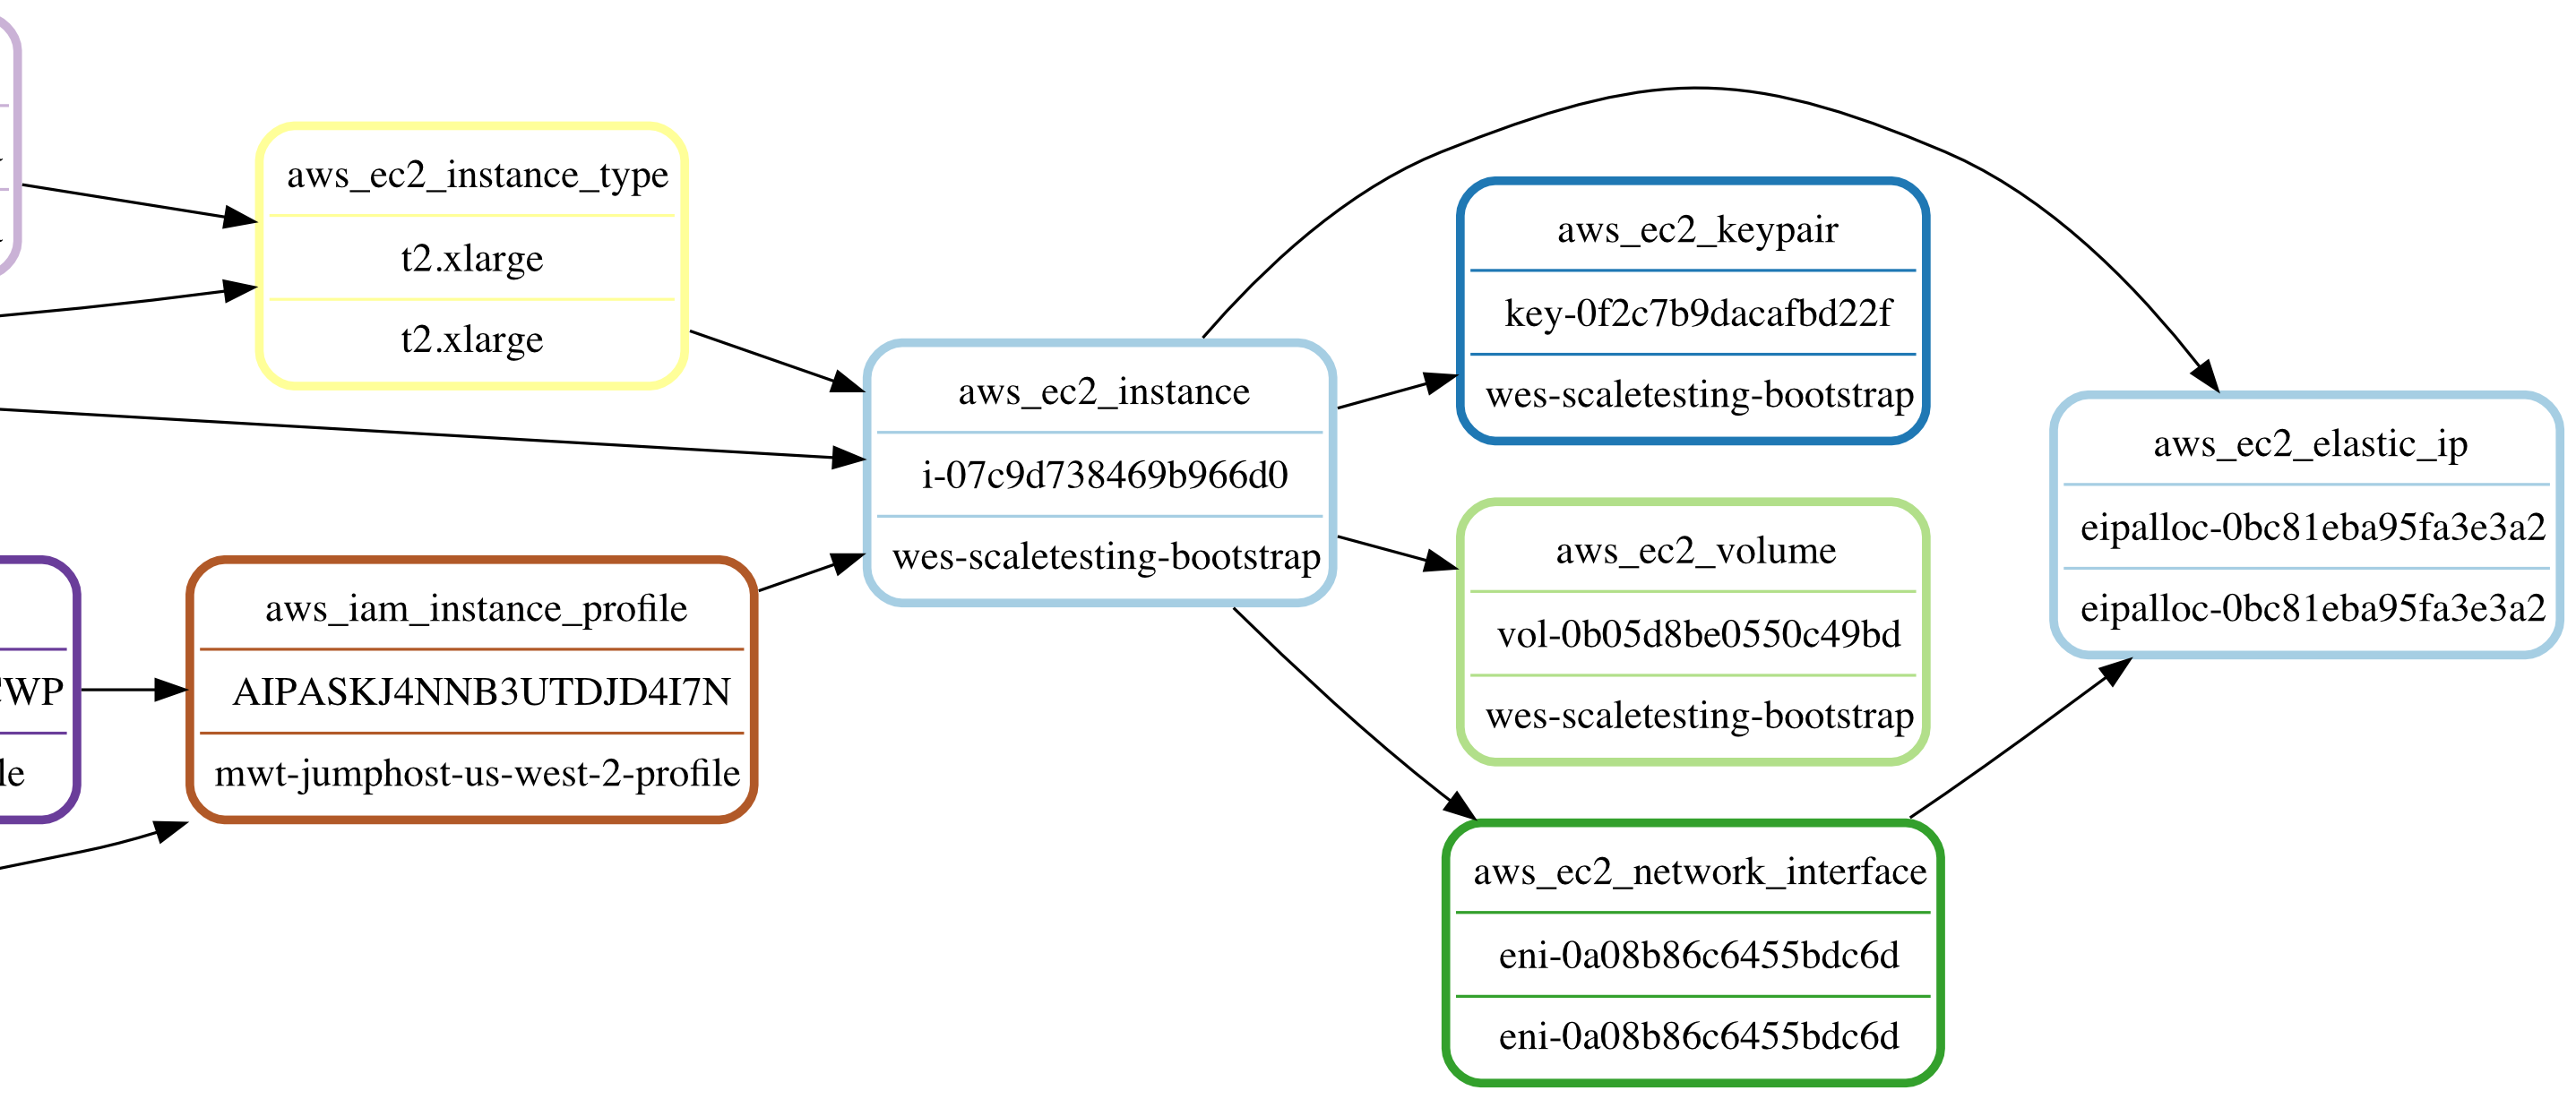 aws_ec2_instance_type
t2.xlarge
t2.xlarge
aws_iam_instance_profile
AIPASKJ4NNB3UTDJD4I7N
mwt-jumphost-us-west-2-profile
aws_ec2_instance
i-07c9d738469b966d0
wes-scaletesting-bootstrap
aws_ec2_keypair
key-0f2c7b9dacafbd22f
wes-scaletesting-bootstrap
aws_ec2_volume
vol-0b05d8be0550c49bd
wes-scaletesting-bootstrap
aws_ec2_network_interface
eni-0a08b86c6455bdc6d
eni-0a08b86c6455bdc6d
aws_ec2_elastic_ip
eipalloc-0bc81eba95fa3e3a2
eipalloc-0bc81eba95fa3e3a2